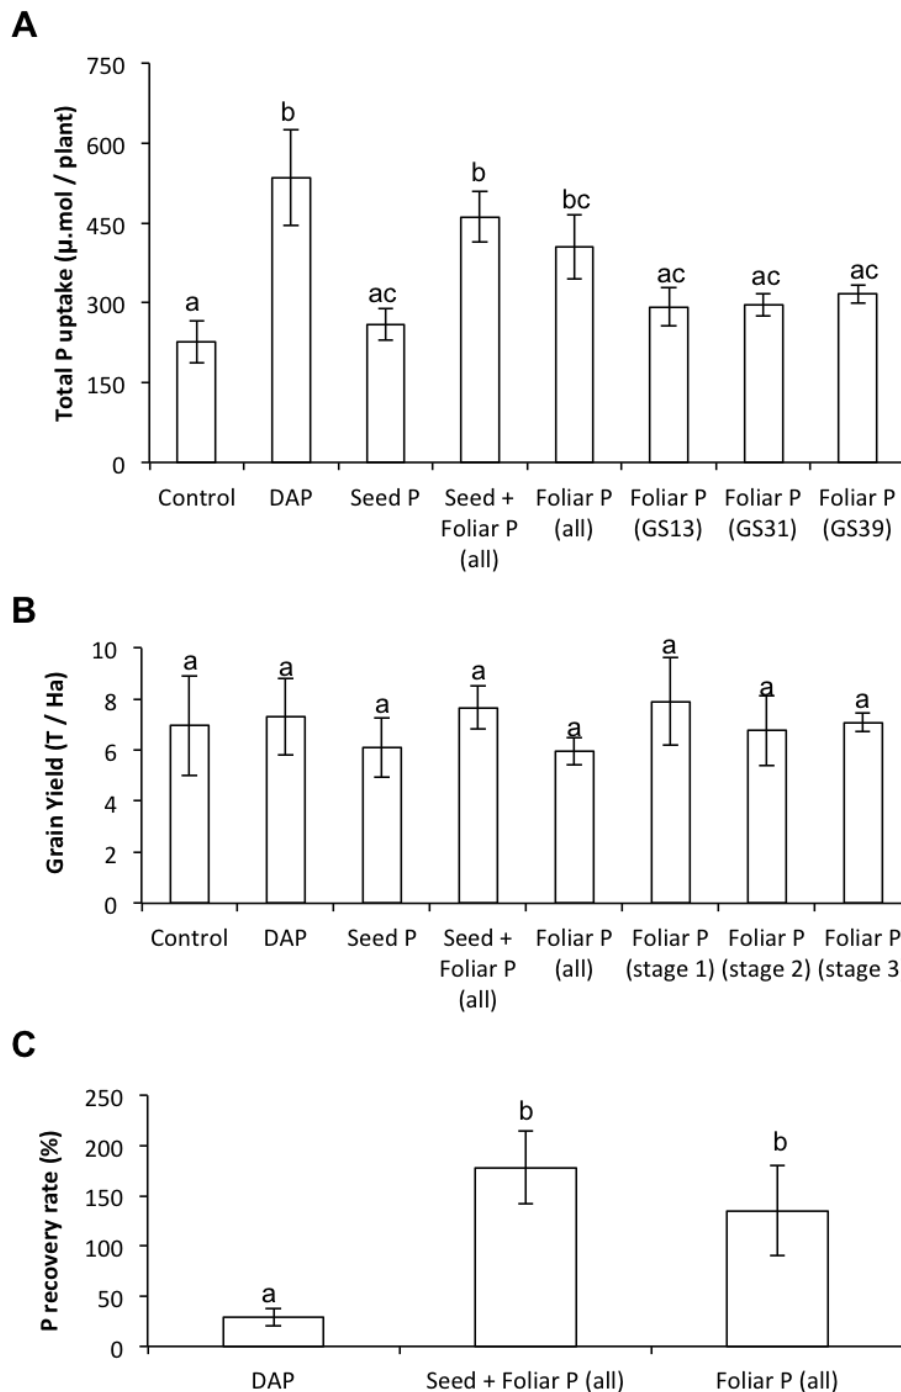 A
750
600
450
300
150
0
Total P uptake (µ.mol / plant)
a
b
ac
b
bc
ac
ac
ac
Control
DAP
Seed P
Seed +
Foliar P
(all)
Foliar P
(all)
Foliar P
(GS13)
Foliar P
(GS31)
Foliar P
(GS39)
B
10
8
6
4
2
0
Grain Yield (T / Ha)
a
a
a
a
a
a
a
a
Control
DAP
Seed P
Seed +
Foliar P
(all)
Foliar P
(all)
Foliar P
(stage 1)
Foliar P
(stage 2)
Foliar P
(stage 3
C
250
200
150
100
50
0
P recovery rate (%)
a
b
b
DAP
Seed + Foliar P (all)
Foliar P (all)